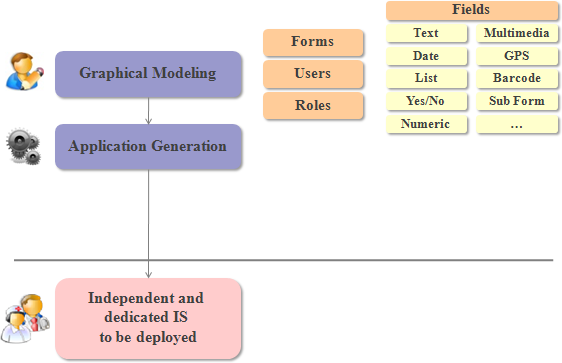 Graphical Modeling
Application Generation
Independent and
dedicated IS
to be deployed
Forms
Users
Roles
Fields
Text
Multimedia
Date
GPS
List
Barcode
Yes/No
Sub Form
Numeric
…